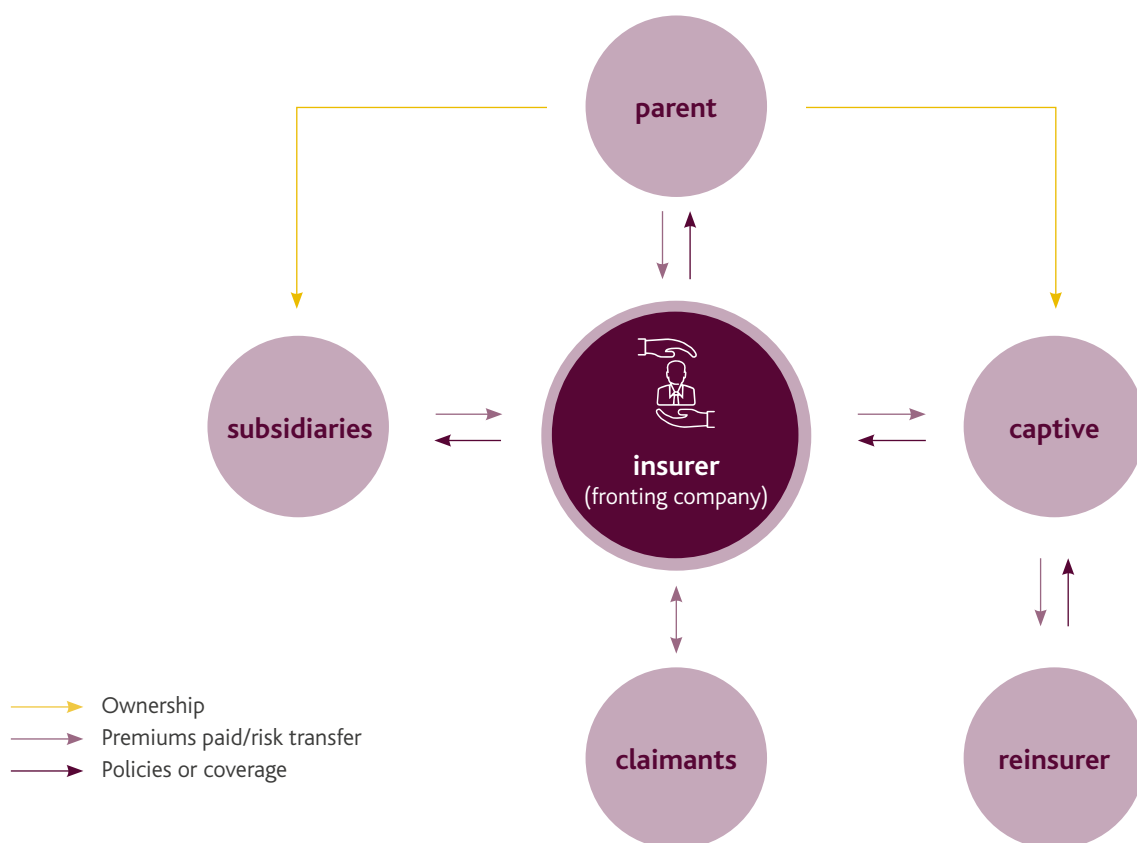 parent
subsidiaries
insurer
(fronting company)
captive
Ownership
Premiums paid/risk transfer
Policies or coverage
claimants
reinsurer